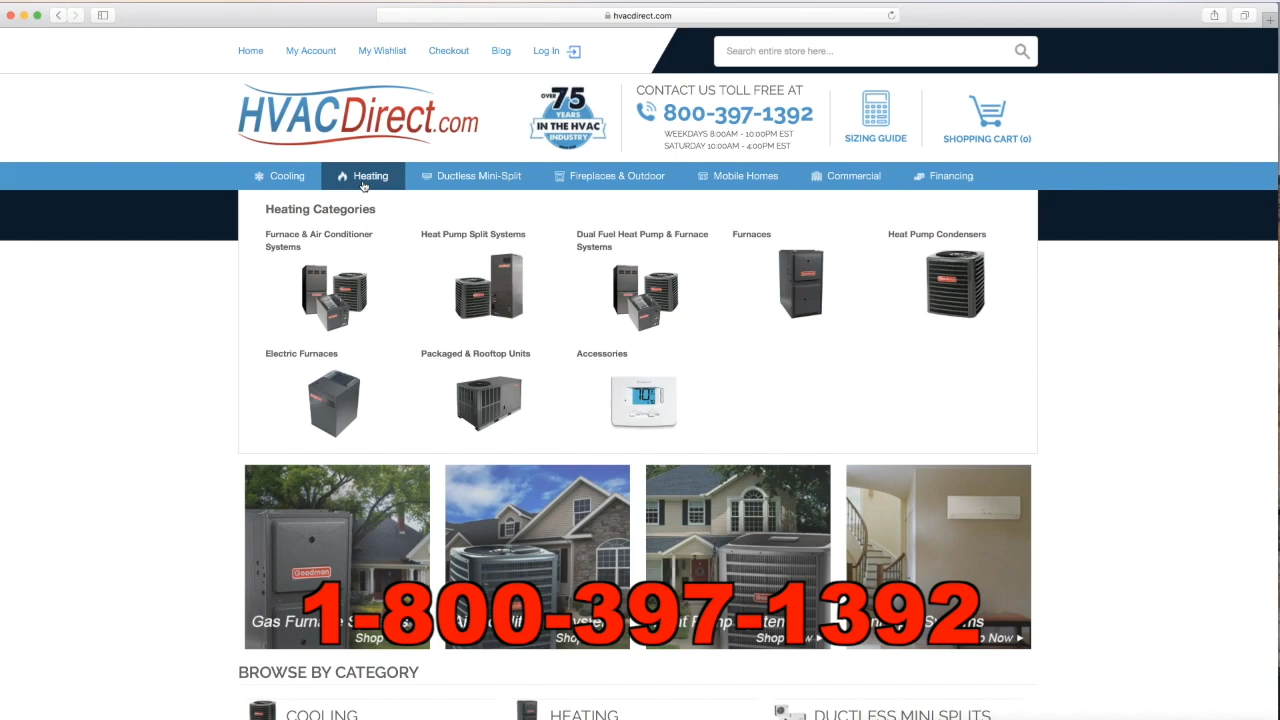 hvacdirect.com
Home My Account My Wishlist Checkout Blog Log In
Search entire store here...
HVACDirect.com
OVER 75 YEARS IN THE HVAC INDUSTRY
CONTACT US TOLL FREE AT
800-397-1392
WEEKDAYS 8:00AM - 10:00PM EST
SATURDAY 10:00AM - 4:00PM EST
SIZING GUIDE
SHOPPING CART (0)
Cooling Heating Ductless Mini-Split Fireplaces & Outdoor Mobile Homes Commercial Financing
Heating Categories
Furnace & Air Conditioner
Systems
Heat Pump Split Systems
Dual Fuel Heat Pump & Furnace
Systems
Furnaces
Heat Pump Condensers
Electric Furnaces
Packaged & Rooftop Units
Accessories
Goodman
Gas Furnace
Shop
Shop
Shop Now
Now
1-800-397-1392
BROWSE BY CATEGORY
COOLING
HEATING
DUCTLESS MINI SPLITS